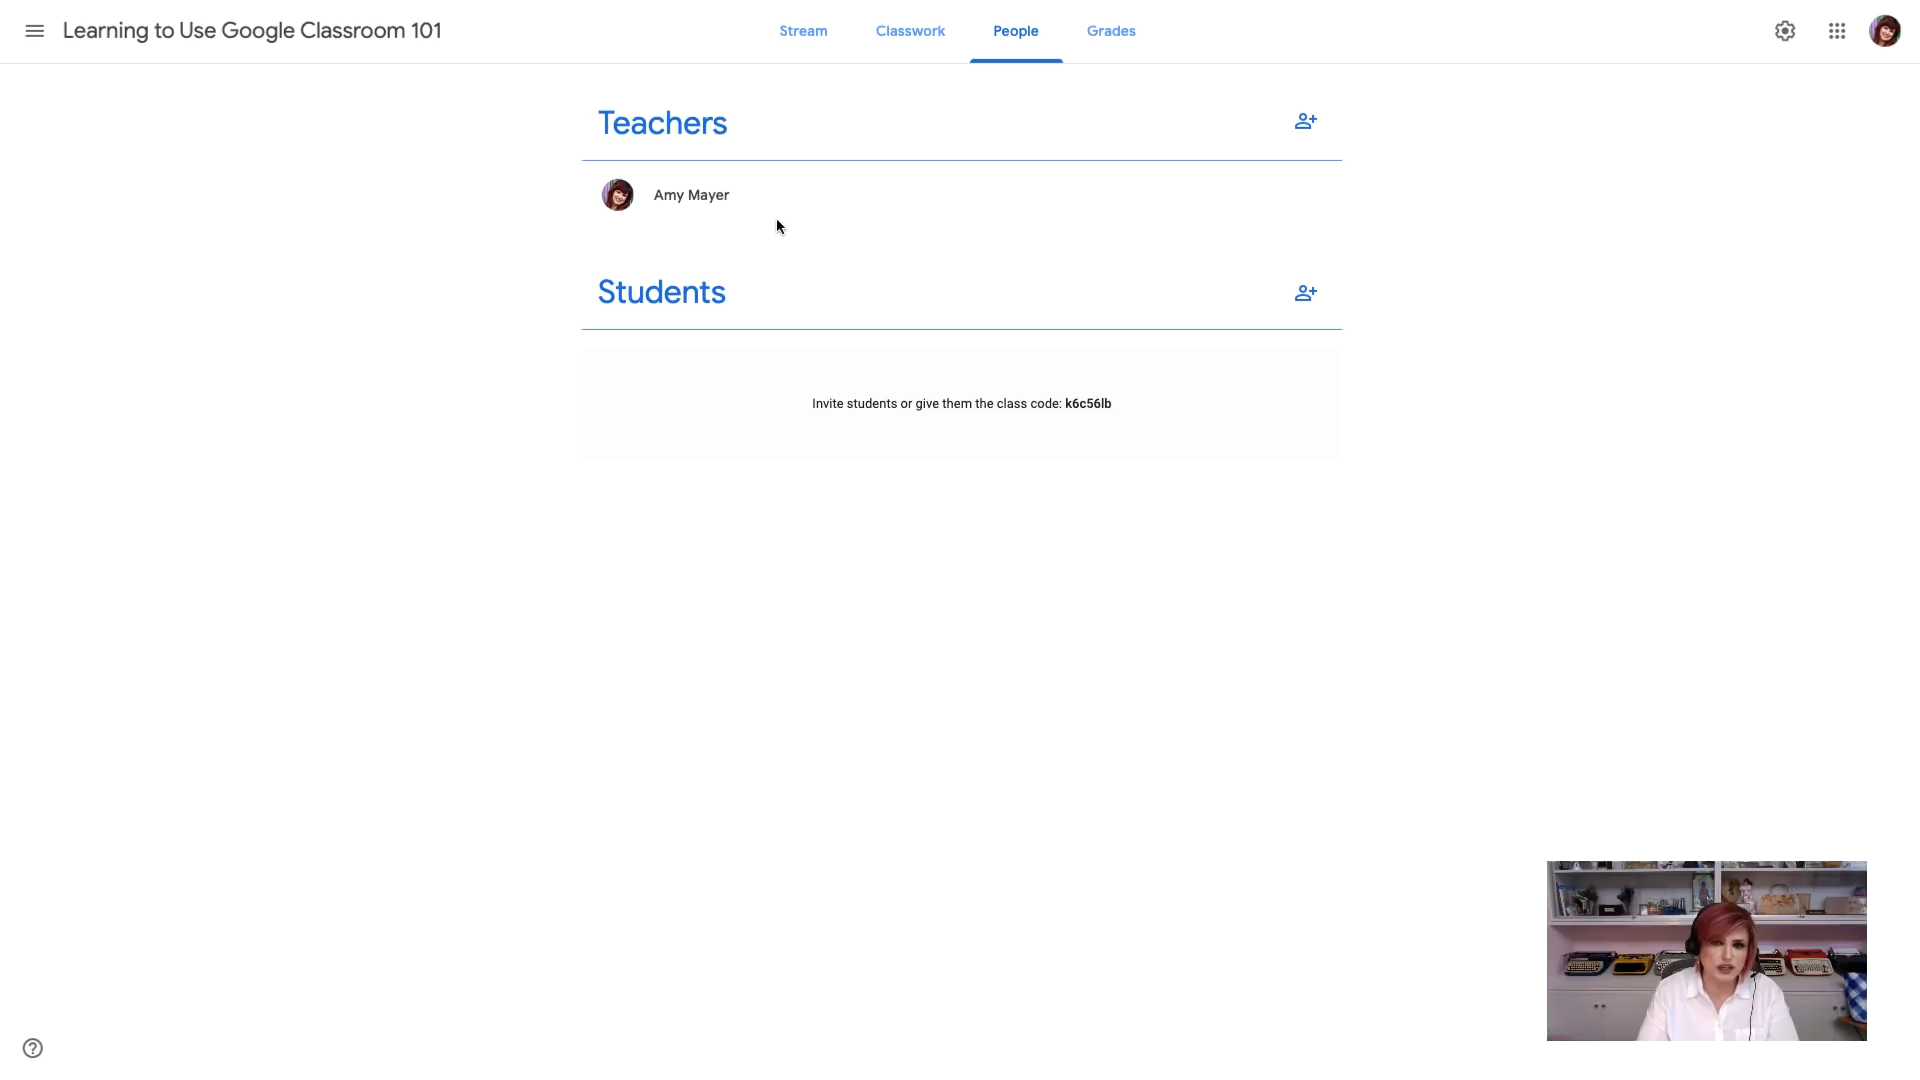 Learning to Use Google Classroom 101
Stream
Classwork
People
Grades
Teachers
Amy Mayer
Students
Invite students or give them the class code: k6c56lb